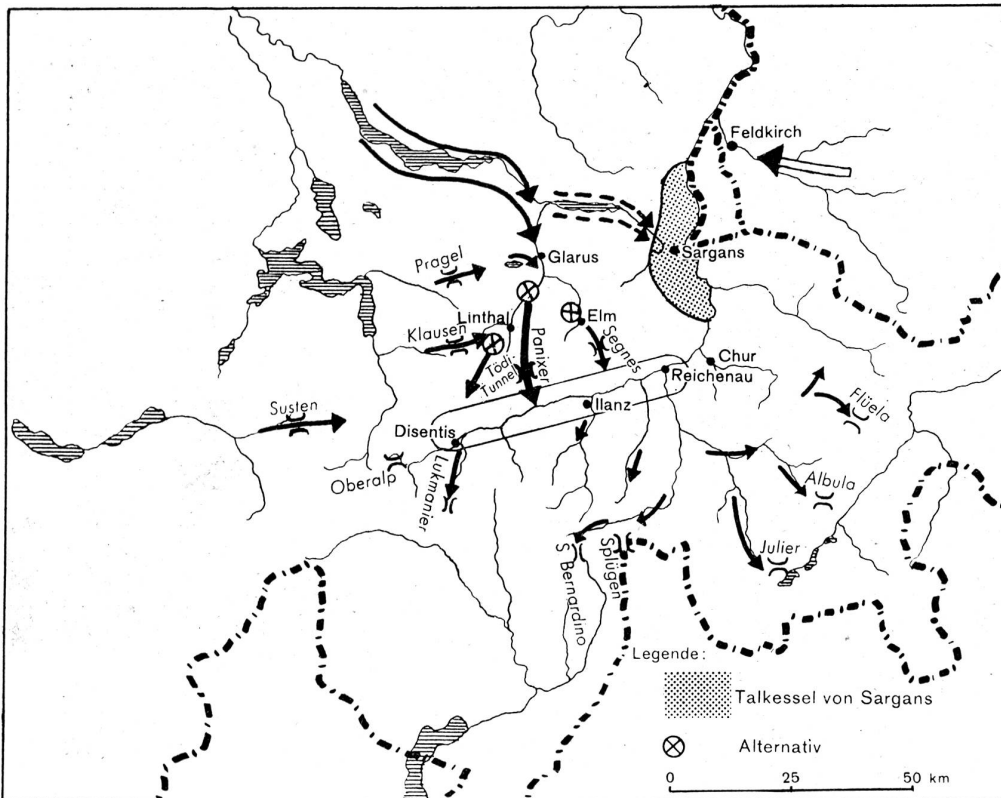 Feldkirch
Sargans
Glarus
Pragel
Linthal
Elm
Klausen
Segnes
Panixer
Tödi-
Tunnel
Chur
Reichenau
Flüela
Susten
Ilanz
Disentis
Oberalp
Lukmanier
Albula
Julier
Splügen
S. Bernardino
Legende:
Talkessel von Sargans
Alternativ
0 25 50 km